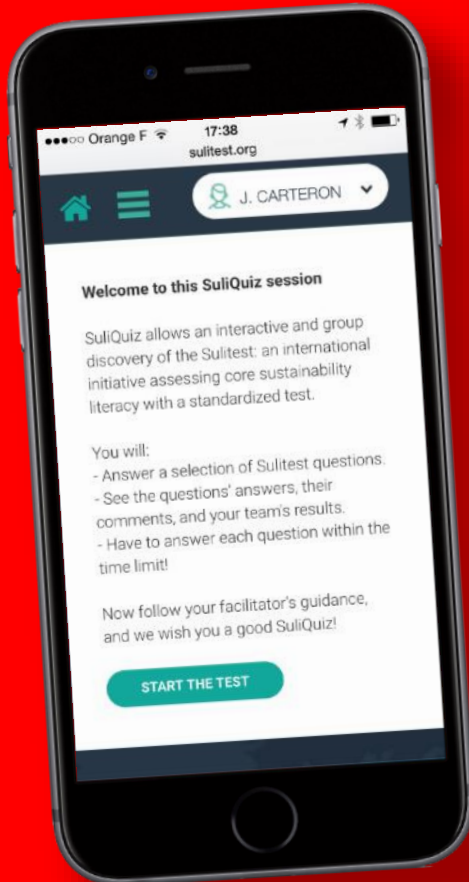 ●●●○○ Orange F 17:38
sulitest.org
J. CARTERON
Welcome to this SuliQuiz session
SuliQuiz allows an interactive and group
discovery of the Sulitest: an international
initiative assessing core sustainability
literacy with a standardized test.
You will:
- Answer a selection of Sulitest questions.
- See the questions' answers, their
comments, and your team's results.
- Have to answer each question within the
time limit!
Now follow your facilitator's guidance,
and we wish you a good SuliQuiz!
START THE TEST